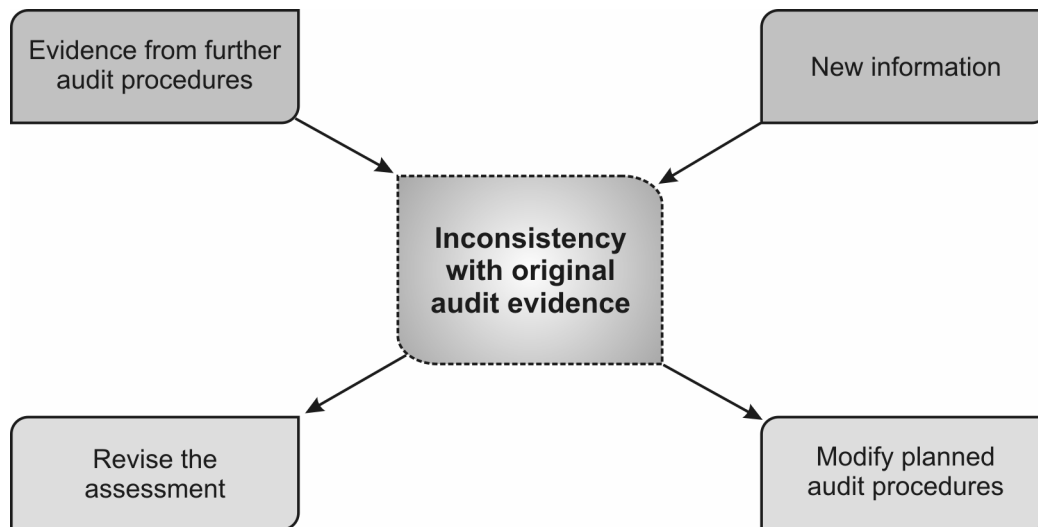 Evidence from further
audit procedures
New information
Inconsistency
with original
audit evidence
Revise the
assessment
Modify planned
audit procedures